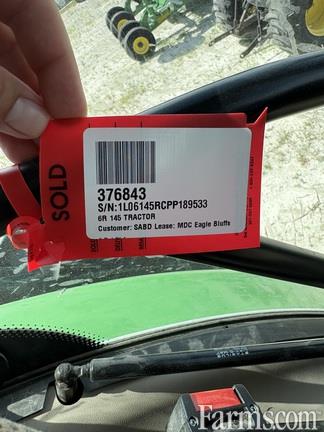 SOLD
376843
S/N:1L06145RCPP189533
6R 145 TRACTOR
Customer: SABD Lease: MDC Eagle Bluffs
Farms.com